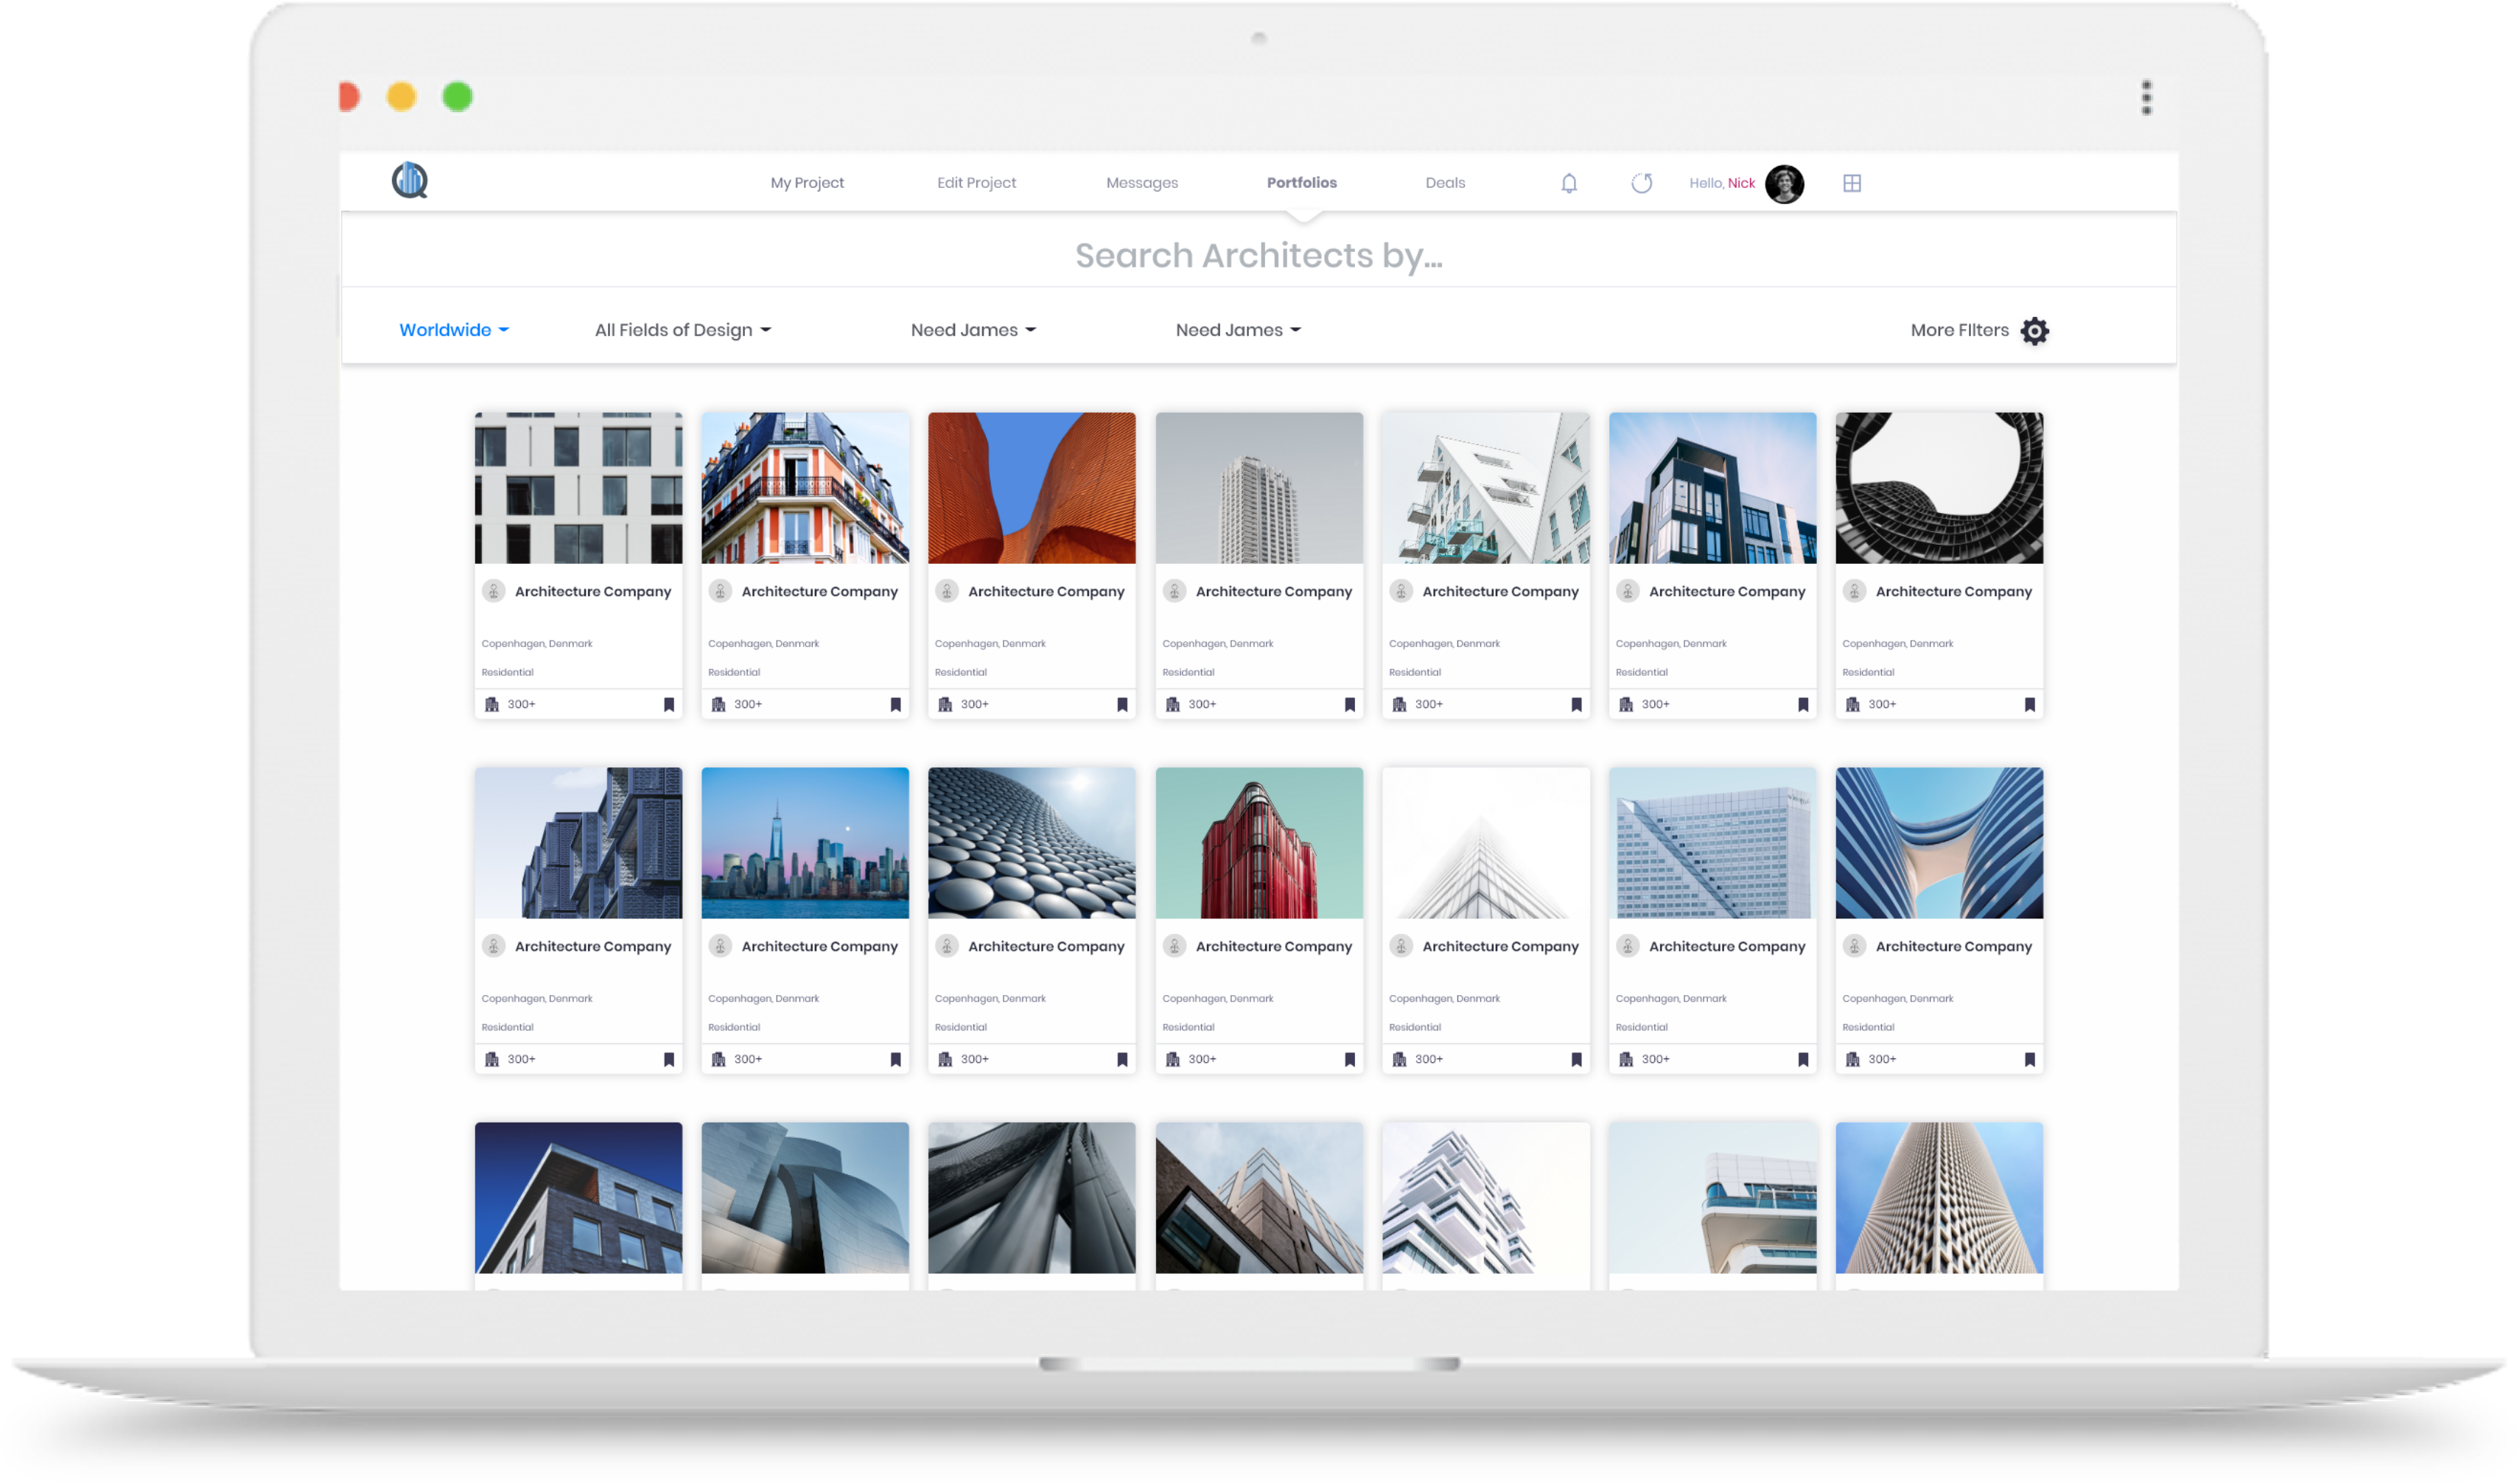 My Project Edit Project Messages Portfolios Deals Hello, Nick
Search Architects by...
Worldwide All Fields of Design Need James Need James More FIlters
Architecture Company Architecture Company Architecture Company Architecture Company Architecture Company Architecture Company Architecture Company
Copenhagen, Denmark Copenhagen, Denmark Copenhagen, Denmark Copenhagen, Denmark Copenhagen, Denmark Copenhagen, Denmark Copenhagen, Denmark
Residential Residential Residential Residential Residential Residential Residential
300+ 300+ 300+ 300+ 300+ 300+ 300+
Architecture Company Architecture Company Architecture Company Architecture Company Architecture Company Architecture Company Architecture Company
Copenhagen, Denmark Copenhagen, Denmark Copenhagen, Denmark Copenhagen, Denmark Copenhagen, Denmark Copenhagen, Denmark Copenhagen, Denmark
Residential Residential Residential Residential Residential Residential Residential
300+ 300+ 300+ 300+ 300+ 300+ 300+